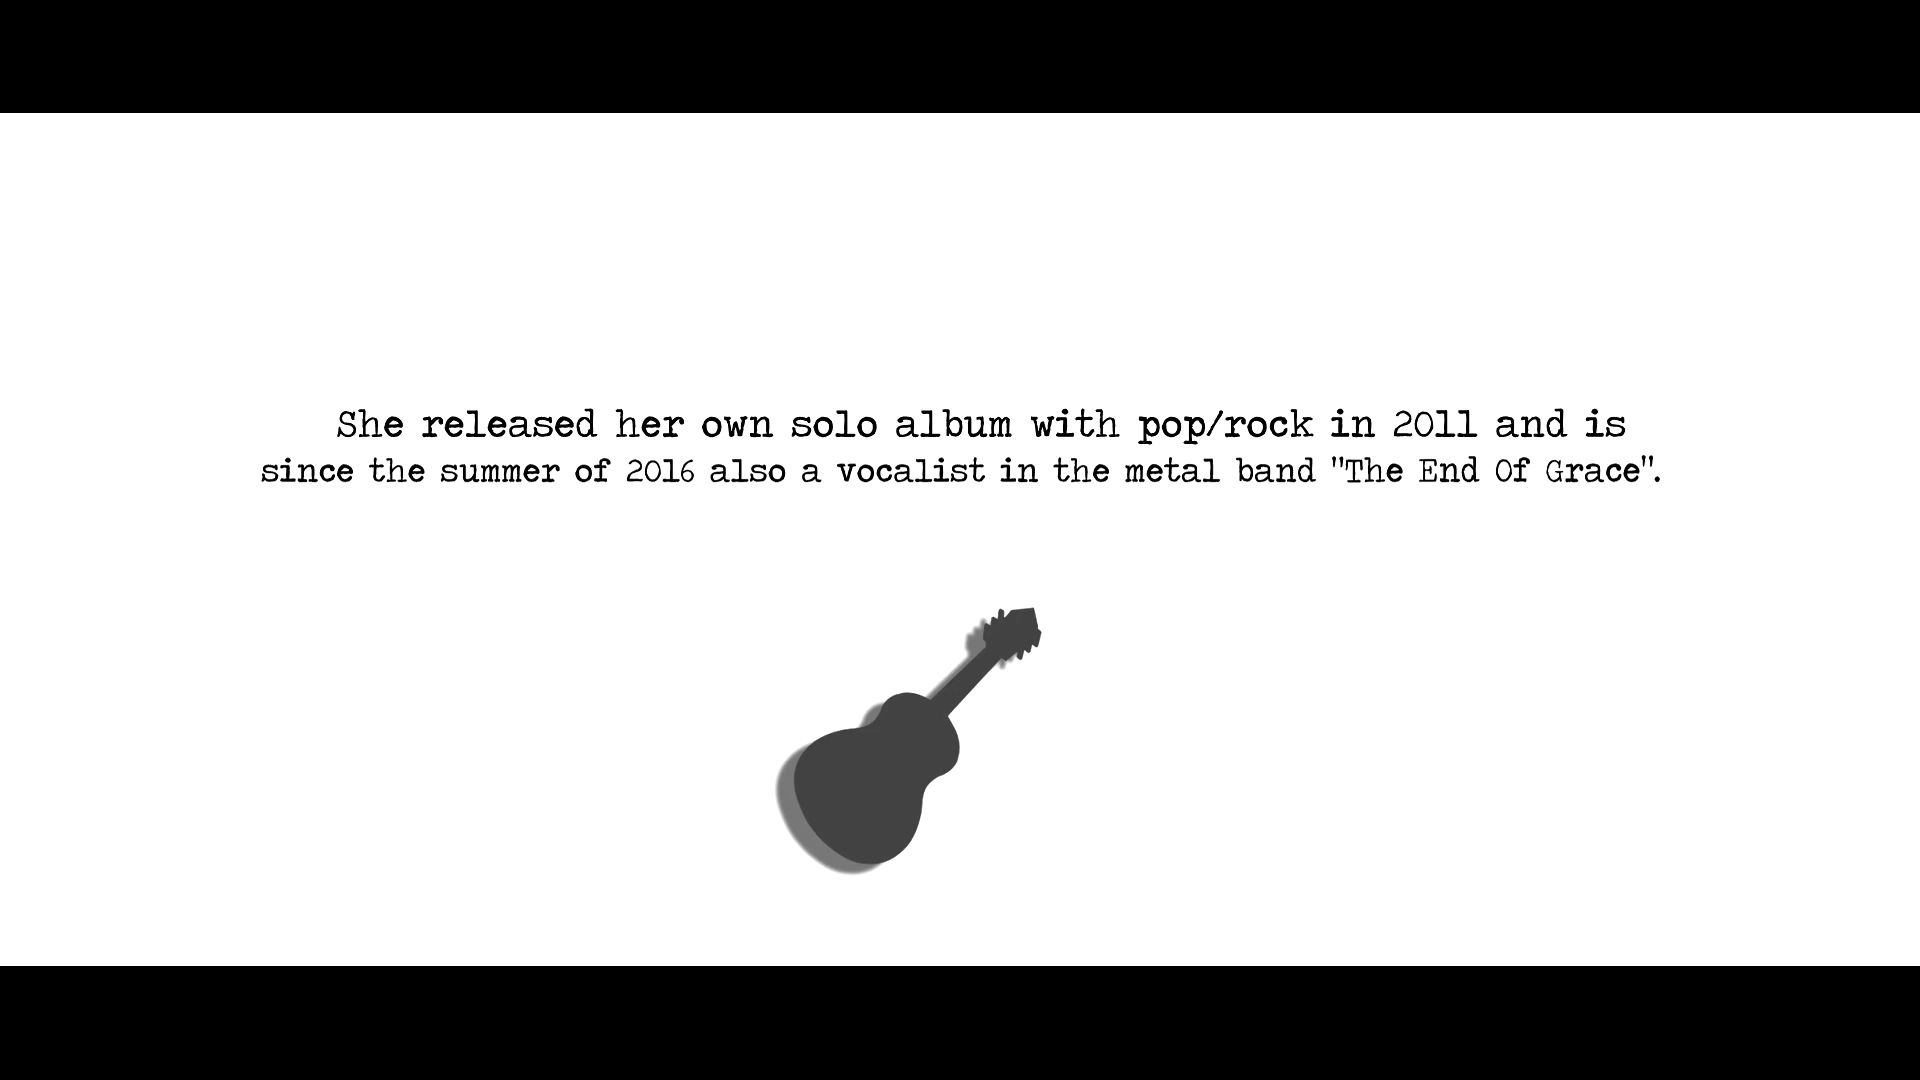 She released her own solo album with pop/rock in 2011 and is
since the summer of 2016 also a vocalist in the metal band "The End Of Grace".